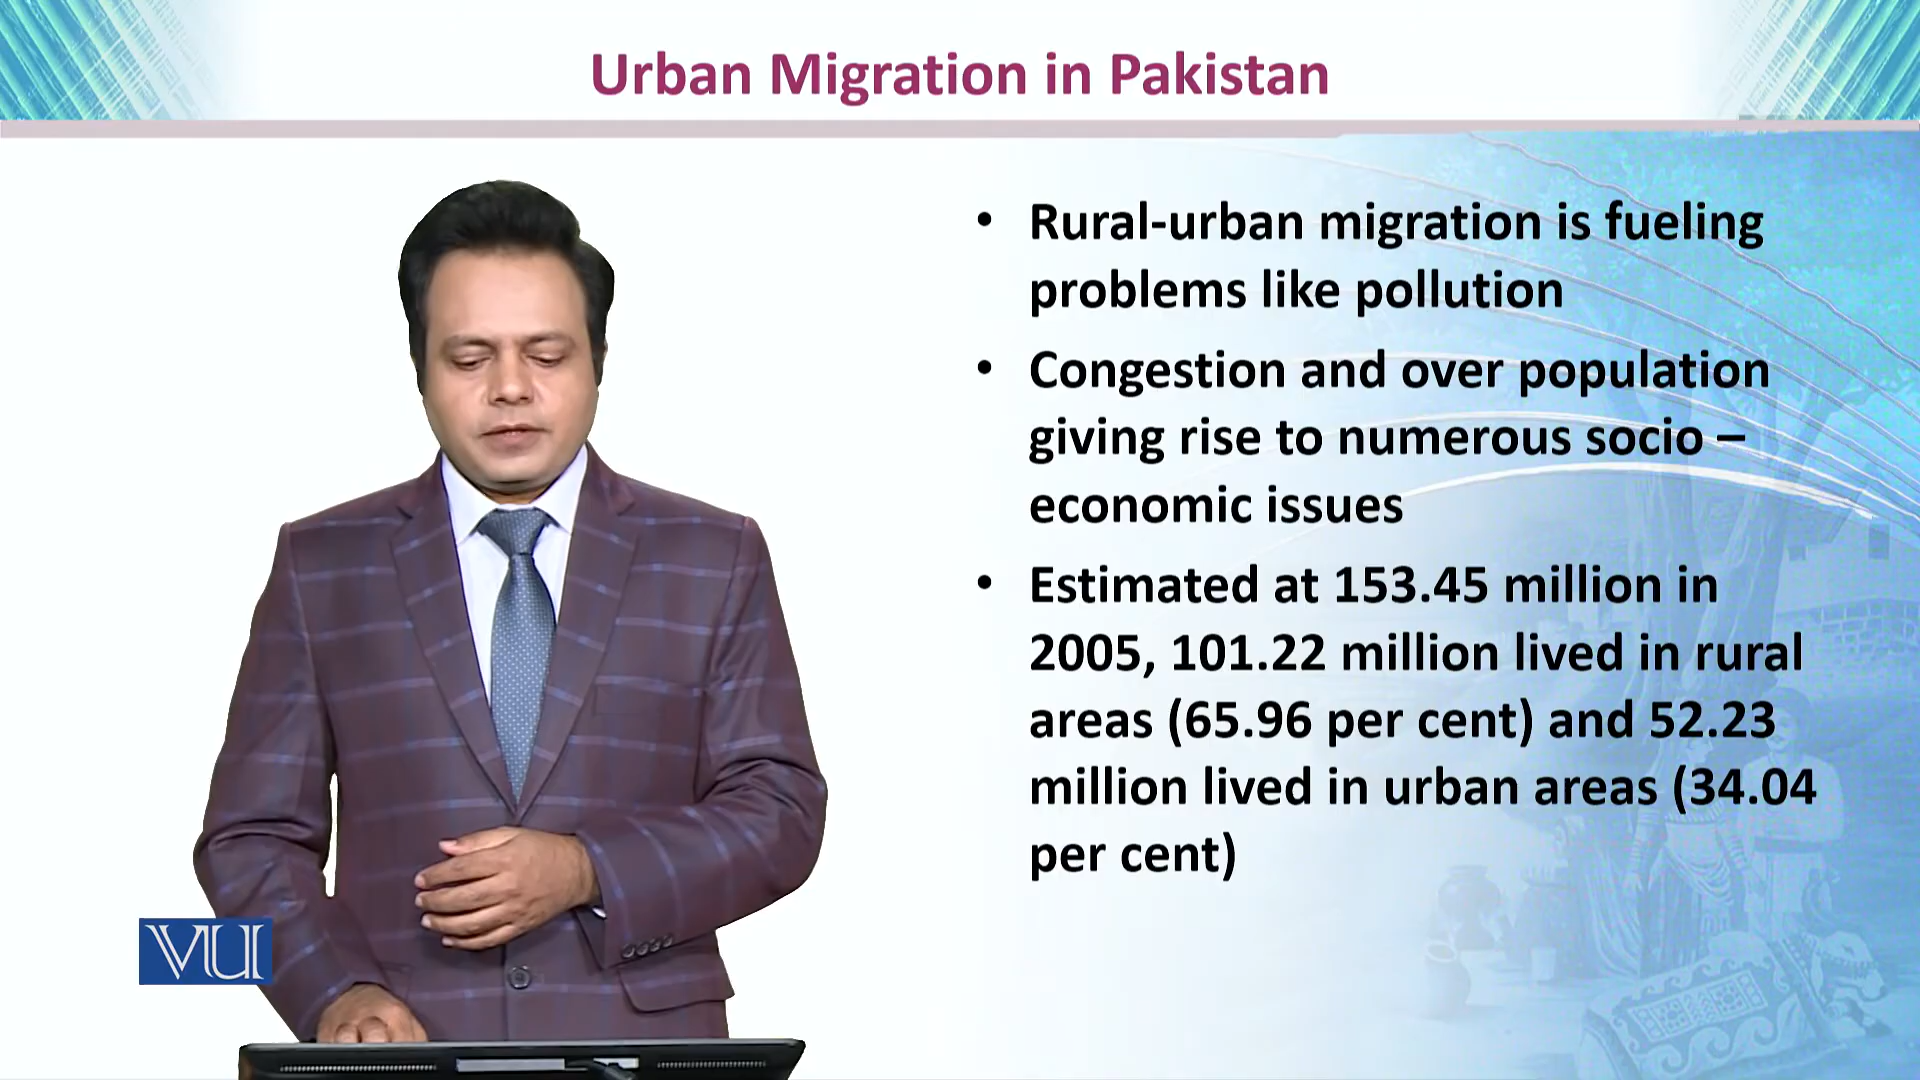 Urban Migration in Pakistan
• Rural-urban migration is fueling
problems like pollution
• Congestion and over population
giving rise to numerous socio –
economic issues
• Estimated at 153.45 million in
2005, 101.22 million lived in rural
areas (65.96 per cent) and 52.23
million lived in urban areas (34.04
per cent)
VU